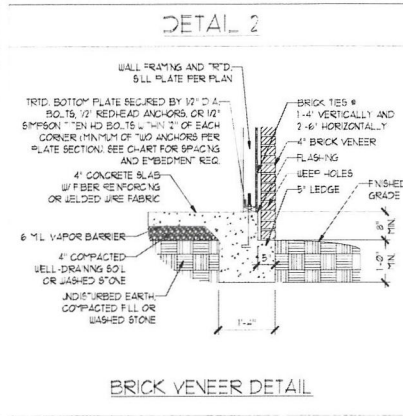 DETAIL 2
WALL FRAMING AND TRTD.
SILL PLATE PER PLAN
TRTD. BOTTOM PLATE SECURED BY 1/2" DIA.
BOLTS, 1/2" REDHEAD ANCHORS, OR 1/2"
SIMPSON TITEN HD BOLTS WITHIN 12" OF EACH
CORNER (MINIMUM OF TWO ANCHORS PER
PLATE SECTION). SEE CHART FOR SPACING
AND EMBEDMENT REQ.
4" CONCRETE SLAB
W/ FIBER REINFORCING
OR WELDED WIRE FABRIC
6 MIL VAPOR BARRIER
4" COMPACTED
WELL-DRAINING SOIL
OR WASHED STONE
UNDISTURBED EARTH,
COMPACTED FILL OR
WASHED STONE
BRICK TIES @
1'-4" VERTICALLY AND
2'-6" HORIZONTALLY
4" BRICK VENEER
FLASHING
WEEP HOLES
5" LEDGE
FINISHED
GRADE
8"
MIN.
1'-0"
MIN.
5"
1'-2"
BRICK VENEER DETAIL